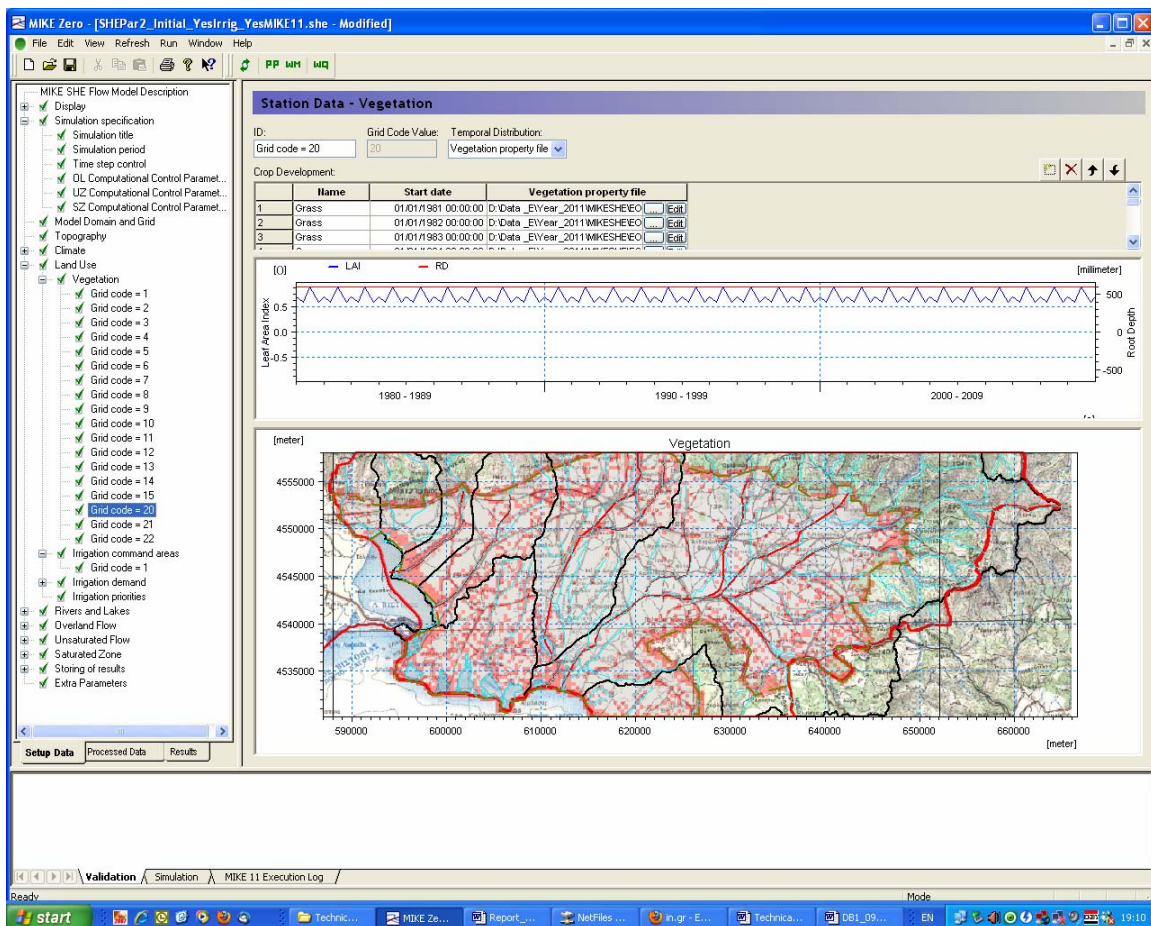 MIKE Zero - [SHEPar2_Initial_YesIrrig_YesMIKE11.she - Modified]
File Edit View Refresh Run Window Help
PP WM WQ
MIKE SHE Flow Model Description
Display
Simulation specification
Simulation title
Simulation period
Time step control
OL Computational Control Paramet...
UZ Computational Control Paramet...
SZ Computational Control Paramet...
Model Domain and Grid
Topography
Climate
Land Use
Vegetation
Grid code = 1
Grid code = 2
Grid code = 3
Grid code = 4
Grid code = 5
Grid code = 6
Grid code = 7
Grid code = 8
Grid code = 9
Grid code = 10
Grid code = 11
Grid code = 12
Grid code = 13
Grid code = 14
Grid code = 15
Grid code = 20
Grid code = 21
Grid code = 22
Irrigation command areas
Grid code = 1
Irrigation demand
Irrigation priorities
Rivers and Lakes
Overland Flow
Unsaturated Flow
Saturated Zone
Storing of results
Extra Parameters
Setup Data Processed Data Results
Station Data - Vegetation
ID: Grid Code Value: Temporal Distribution:
Grid code = 20 20 Vegetation property file
Crop Development:
Name Start date Vegetation property file
1 Grass 01/01/1981 00:00:00 D:\Data _E\Year_2011\MIKESHE\EO ... Edit
2 Grass 01/01/1982 00:00:00 D:\Data _E\Year_2011\MIKESHE\EO ... Edit
3 Grass 01/01/1983 00:00:00 D:\Data _E\Year_2011\MIKESHE\EO ... Edit
[0] LAI RD [millimeter]
Leaf Area Index
0.5
0.0
-0.5
500
0
-500
Root Depth
1980 - 1989 1990 - 1999 2000 - 2009
[meter] Vegetation
4555000
4550000
4545000
4540000
4535000
590000 600000 610000 620000 630000 640000 650000 660000
[meter]
Validation Simulation MIKE 11 Execution Log
Ready Mode
start Technic... MIKE Ze... Report_... NetFiles ... in.gr - E... Technica... DB1_09... EN 19:10